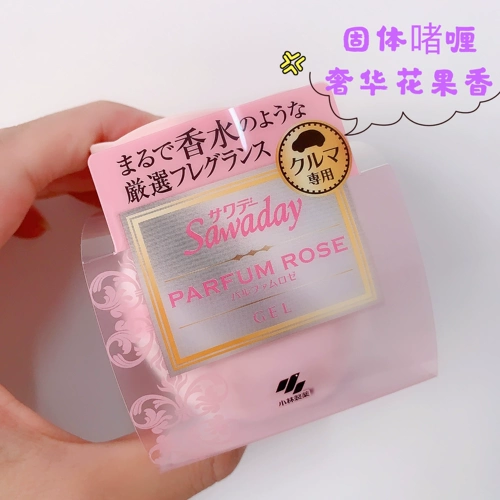 固体啫喱
奢华花果香
まるで香水のような
厳選フレグランス
クルマ
専用
サワデー
Sawaday
PARFUM ROSE
パルファムロゼ
GEL
小林製薬